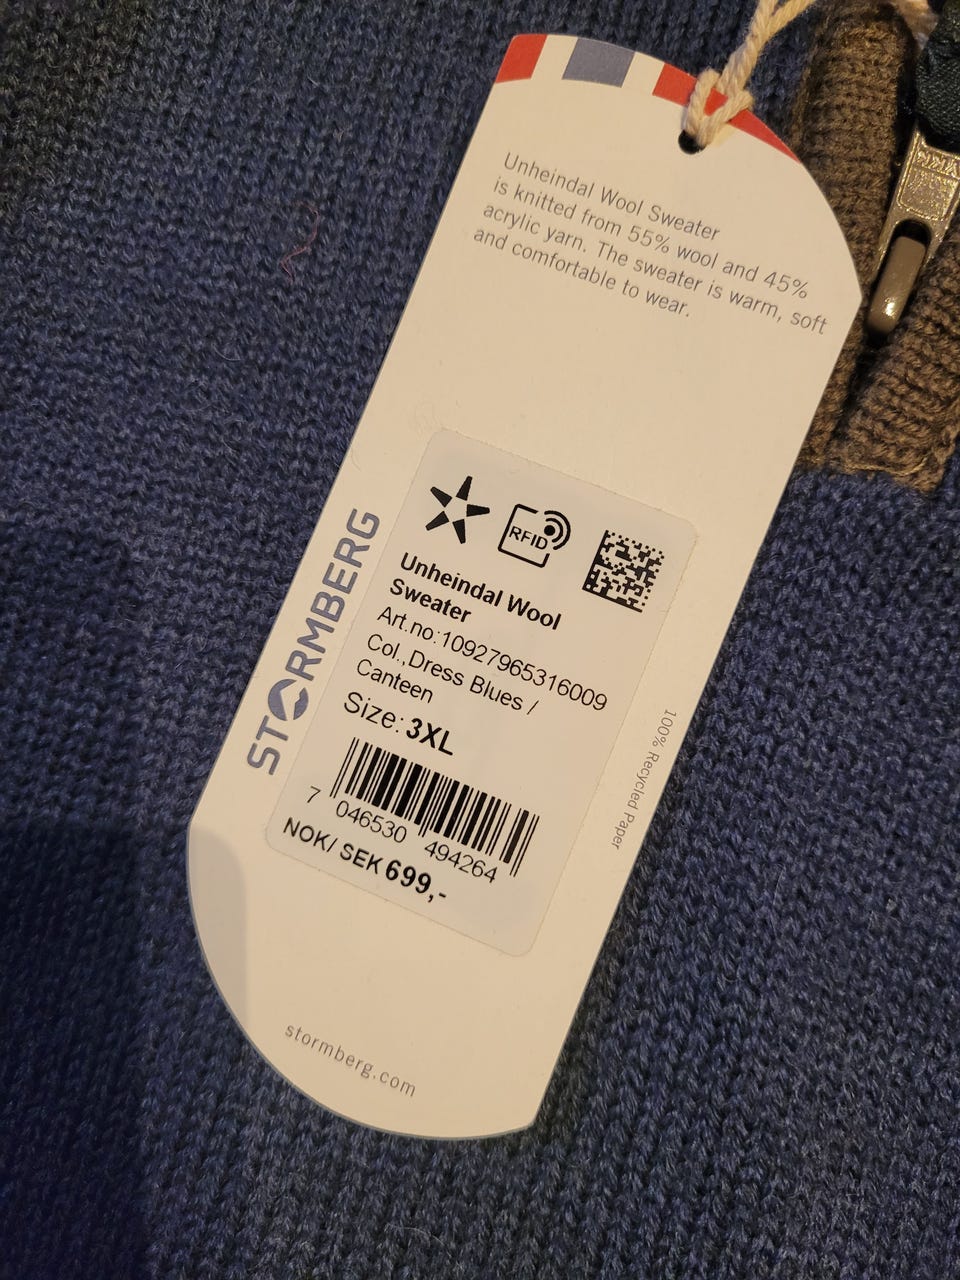 Unheindal Wool Sweater
is knitted from 55% wool and 45%
acrylic yarn. The sweater is warm, soft
and comfortable to wear.
STORMBERG
RFID
Unheindal Wool
Sweater
Art.no:10927965316009
Col.,Dress Blues /
Canteen
Size: 3XL
7 046530 494264
NOK/ SEK 699,-
100% Recycled Paper
stormberg.com
YKK